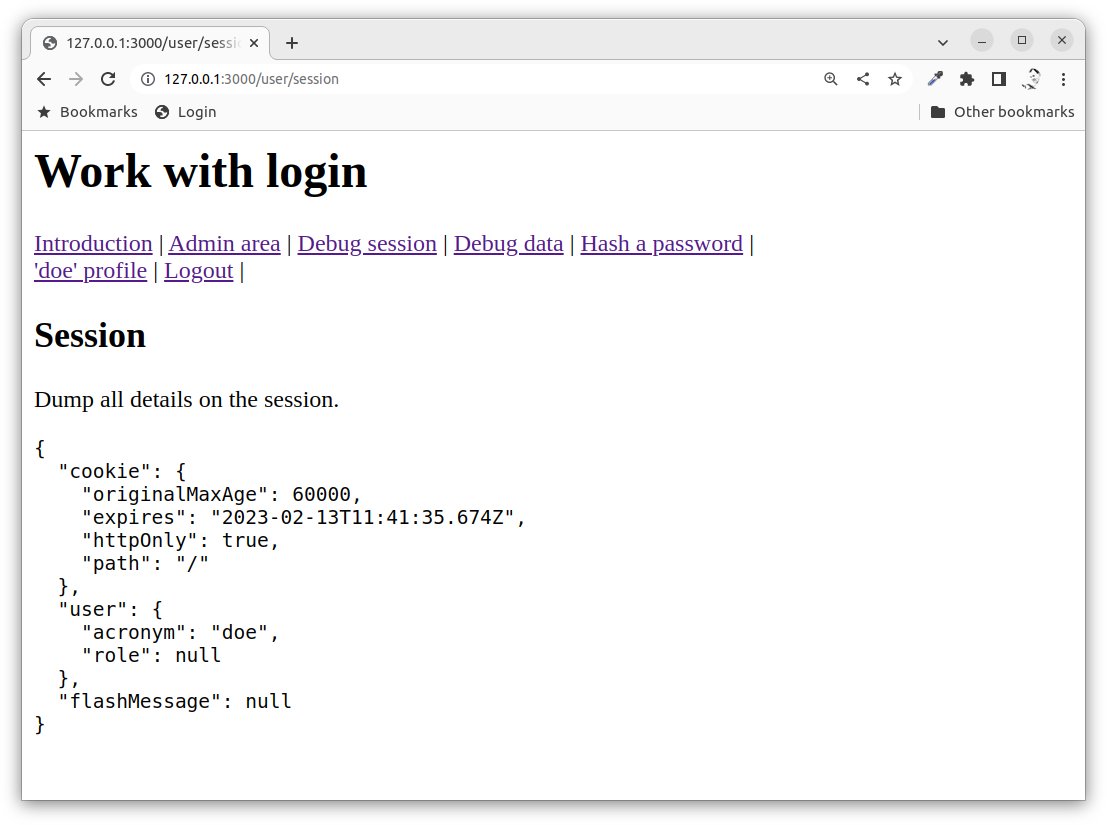 127.0.0.1:3000/user/sessio
127.0.0.1:3000/user/session
Bookmarks Login Other bookmarks
Work with login
Introduction | Admin area | Debug session | Debug data | Hash a password |
'doe' profile | Logout |
Session
Dump all details on the session.
{
  "cookie": {
    "originalMaxAge": 60000,
    "expires": "2023-02-13T11:41:35.674Z",
    "httpOnly": true,
    "path": "/"
  },
  "user": {
    "acronym": "doe",
    "role": null
  },
  "flashMessage": null
}